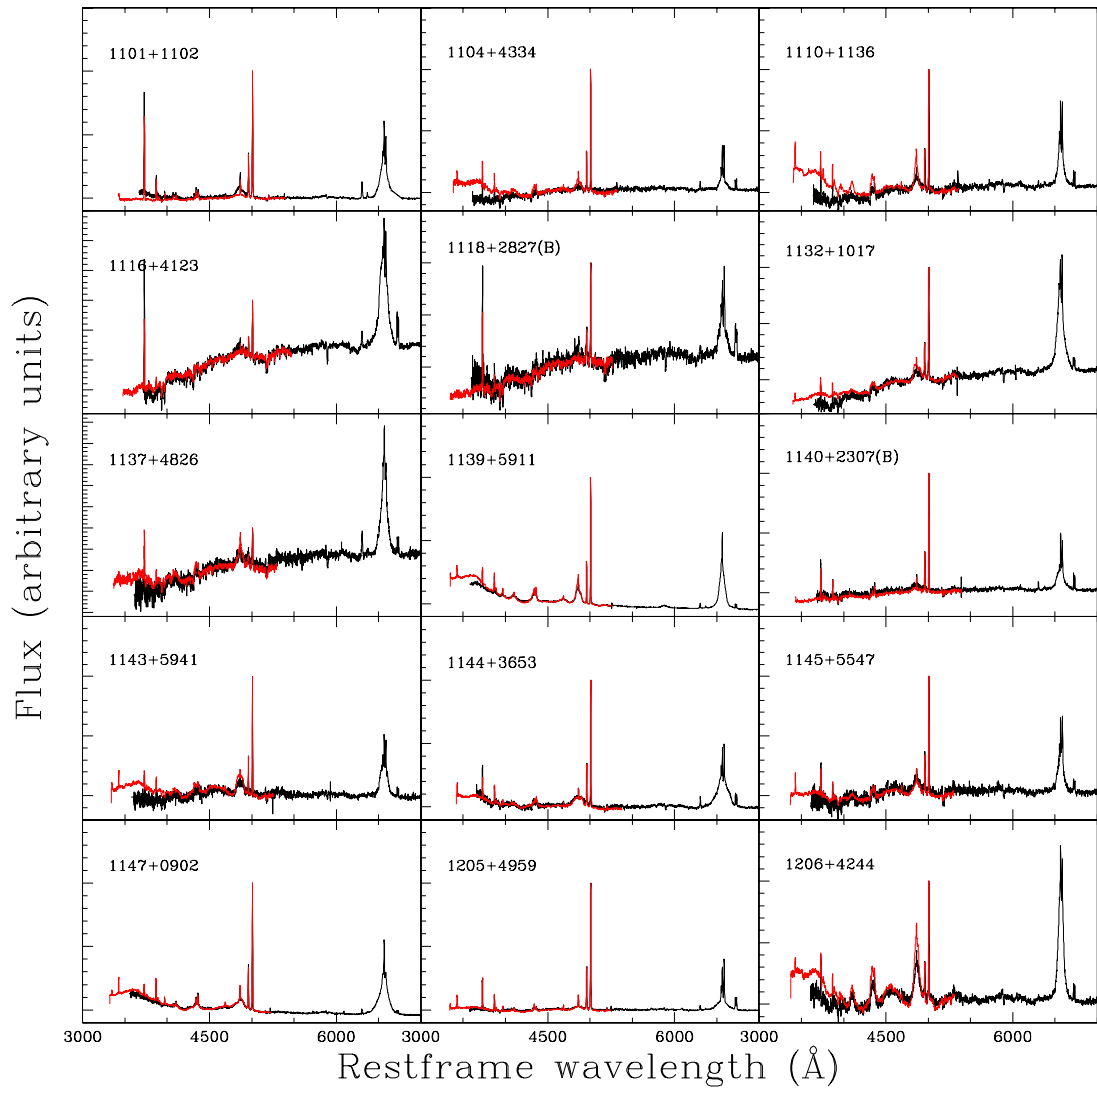 1101+1102
1104+4334
1110+1136
1116+4123
1118+2827(B)
1132+1017
1137+4826
1139+5911
1140+2307(B)
1143+5941
1144+3653
1145+5547
1147+0902
1205+4959
1206+4244
Flux (arbitrary units)
3000 4500 6000 3000 4500 6000 3000 4500 6000
Restframe wavelength (Å)